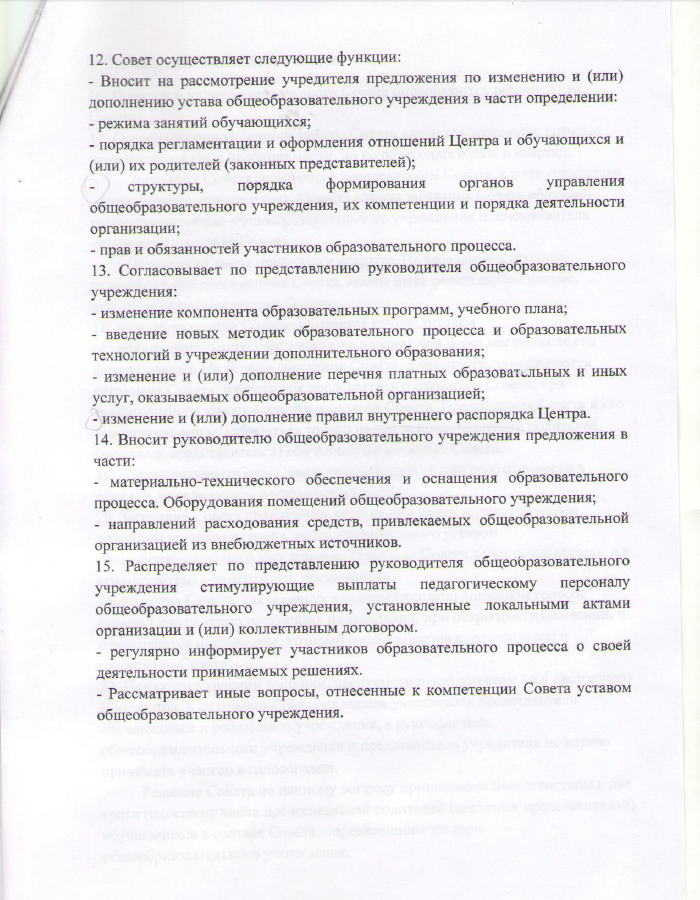 12. Совет осуществляет следующие функции:
- Вносит на рассмотрение учредителя предложения по изменению и (или)
дополнению устава общеобразовательного учреждения в части определении:
- режима занятий обучающихся;
- порядка регламентации и оформления отношений Центра и обучающихся и
(или) их родителей (законных представителей);
- структуры, порядка формирования органов управления
общеобразовательного учреждения, их компетенции и порядка деятельности
организации;
- прав и обязанностей участников образовательного процесса.
13. Согласовывает по представлению руководителя общеобразовательного
учреждения:
- изменение компонента образовательных программ, учебного плана;
- введение новых методик образовательного процесса и образовательных
технологий в учреждении дополнительного образования;
- изменение и (или) дополнение перечня платных образовательных и иных
услуг, оказываемых общеобразовательной организацией;
- изменение и (или) дополнение правил внутреннего распорядка Центра.
14. Вносит руководителю общеобразовательного учреждения предложения в
части:
- материально-технического обеспечения и оснащения образовательного
процесса. Оборудования помещений общеобразовательного учреждения;
- направлений расходования средств, привлекаемых общеобразовательной
организацией из внебюджетных источников.
15. Распределяет по представлению руководителя общеобразовательного
учреждения стимулирующие выплаты педагогическому персоналу
общеобразовательного учреждения, установленные локальными актами
организации и (или) коллективным договором.
- регулярно информирует участников образовательного процесса о своей
деятельности принимаемых решениях.
- Рассматривает иные вопросы, отнесенные к компетенции Совета уставом
общеобразовательного учреждения.